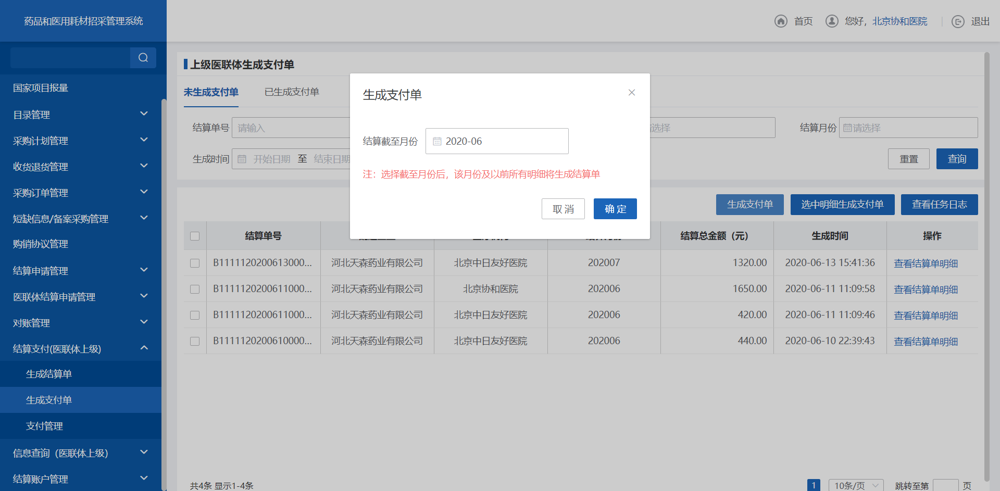 药品和医用耗材招采管理系统
首页 您好，北京协和医院 退出
国家项目报量
目录管理
采购计划管理
收货退货管理
采购订单管理
短缺信息/备案采购管理
购销协议管理
结算申请管理
医联体结算申请管理
对账管理
结算支付(医联体上级)
生成结算单
生成支付单
支付管理
信息查询（医联体上级）
结算账户管理
上级医联体生成支付单
未生成支付单 已生成支付单
结算单号 请输入 选择 结算月份 请选择
生成时间 开始日期 至 结束日期
重置 查询
生成支付单
结算截至月份 2020-06
注：选择截至月份后，该月份及以前所有明细将生成结算单
取 消 确 定
生成支付单 选中明细生成支付单 查看任务日志
结算单号 结算总金额（元） 生成时间 操作
B1111120200613000... 河北天森药业有限公司 北京中日友好医院 202007 1320.00 2020-06-13 15:41:36 查看结算单明细
B1111120200611000... 河北天森药业有限公司 北京协和医院 202006 1650.00 2020-06-11 11:09:58 查看结算单明细
B1111120200611000... 河北天森药业有限公司 北京中日友好医院 202006 420.00 2020-06-11 11:09:46 查看结算单明细
B1111120200610000... 河北天森药业有限公司 北京中日友好医院 202006 440.00 2020-06-10 22:39:43 查看结算单明细
共4条 显示1-4条 1 10条/页 跳转至第 页